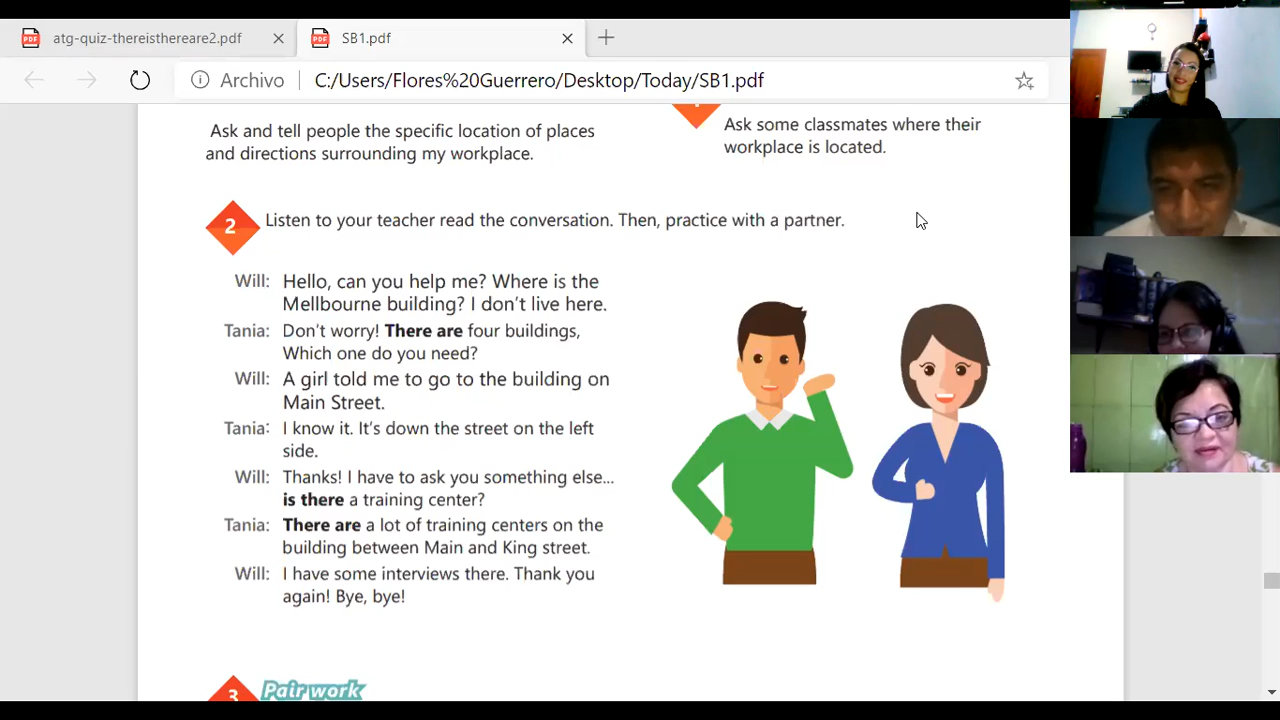 atg-quiz-thereisthereare2.pdf
SB1.pdf
Archivo
C:/Users/Flores%20Guerrero/Desktop/Today/SB1.pdf
Ask and tell people the specific location of places
and directions surrounding my workplace.
Ask some classmates where their
workplace is located.
2
Listen to your teacher read the conversation. Then, practice with a partner.
Will: Hello, can you help me? Where is the
Mellbourne building? I don't live here.
Tania: Don't worry! There are four buildings,
Which one do you need?
Will: A girl told me to go to the building on
Main Street.
Tania: I know it. It's down the street on the left
side.
Will: Thanks! I have to ask you something else...
is there a training center?
Tania: There are a lot of training centers on the
building between Main and King street.
Will: I have some interviews there. Thank you
again! Bye, bye!
3
Pair work